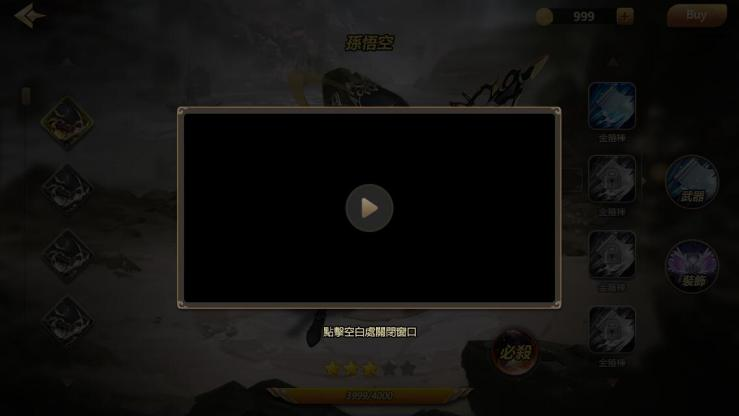 999
+
Buy
孫悟空
金箍棒
金箍棒
金箍棒
金箍棒
武器
裝飾
點擊空白處關閉窗口
必殺
3999/4000